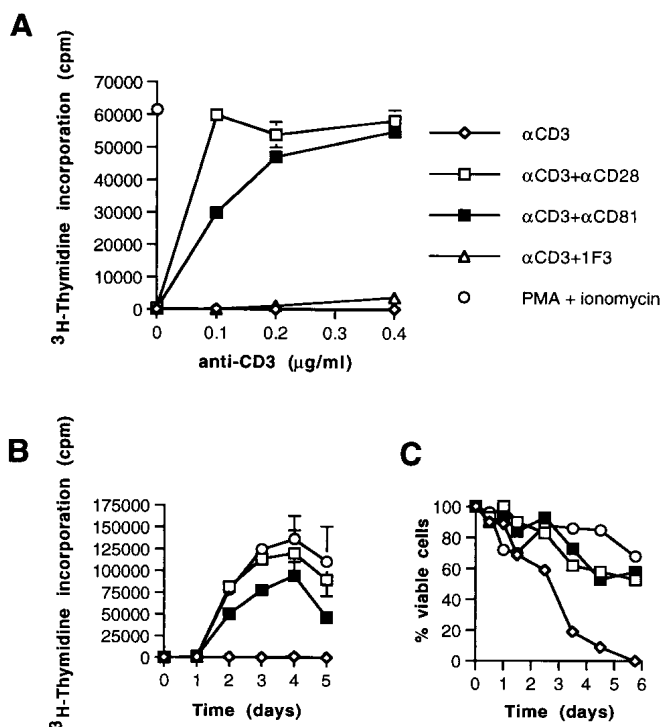 A
³H-Thymidine incorporation (cpm)
70000
60000
50000
40000
30000
20000
10000
0
0 0.1 0.2 0.3 0.4
anti-CD3 (μg/ml)
αCD3
αCD3+αCD28
αCD3+αCD81
αCD3+1F3
PMA + ionomycin
B
³H-Thymidine incorporation (cpm)
175000
150000
125000
100000
75000
50000
25000
0
0 1 2 3 4 5
Time (days)
C
% viable cells
100
80
60
40
20
0
0 1 2 3 4 5 6
Time (days)